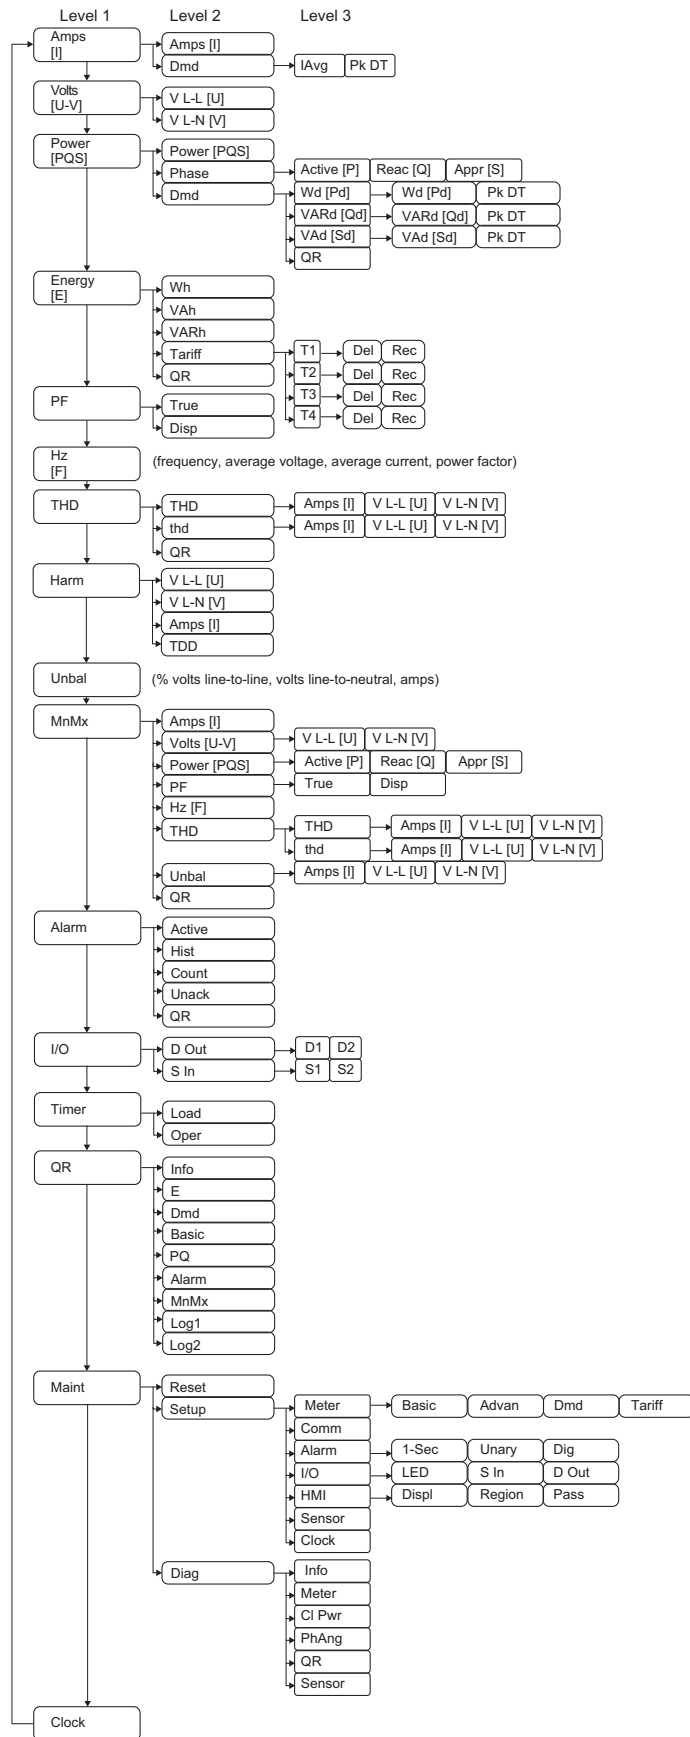 Level 1 Level 2 Level 3
Amps
[I]
Amps [I]
Dmd IAvg Pk DT
Volts
[U-V]
V L-L [U]
V L-N [V]
Power
[PQS]
Power [PQS]
Phase Active [P] Reac [Q] Appr [S]
Dmd Wd [Pd] Wd [Pd] Pk DT
VARd [Qd] VARd [Qd] Pk DT
VAd [Sd] VAd [Sd] Pk DT
QR
Energy
[E]
Wh
VAh
VARh
Tariff T1 Del Rec
QR T2 Del Rec
T3 Del Rec
T4 Del Rec
PF True
Disp
Hz
[F]
(frequency, average voltage, average current, power factor)
THD THD Amps [I] V L-L [U] V L-N [V]
thd Amps [I] V L-L [U] V L-N [V]
QR
Harm V L-L [U]
V L-N [V]
Amps [I]
TDD
Unbal (% volts line-to-line, volts line-to-neutral, amps)
MnMx Amps [I]
Volts [U-V] V L-L [U] V L-N [V]
Power [PQS] Active [P] Reac [Q] Appr [S]
PF True Disp
Hz [F]
THD THD Amps [I] V L-L [U] V L-N [V]
thd Amps [I] V L-L [U] V L-N [V]
Unbal Amps [I] V L-L [U] V L-N [V]
QR
Alarm Active
Hist
Count
Unack
QR
I/O D Out D1 D2
S In S1 S2
Timer Load
Oper
QR Info
E
Dmd
Basic
PQ
Alarm
MnMx
Log1
Log2
Maint Reset
Setup Meter Basic Advan Dmd Tariff
Comm
Alarm 1-Sec Unary Dig
I/O LED S In D Out
HMI Displ Region Pass
Sensor
Clock
Diag Info
Meter
Cl Pwr
PhAng
QR
Sensor
Clock